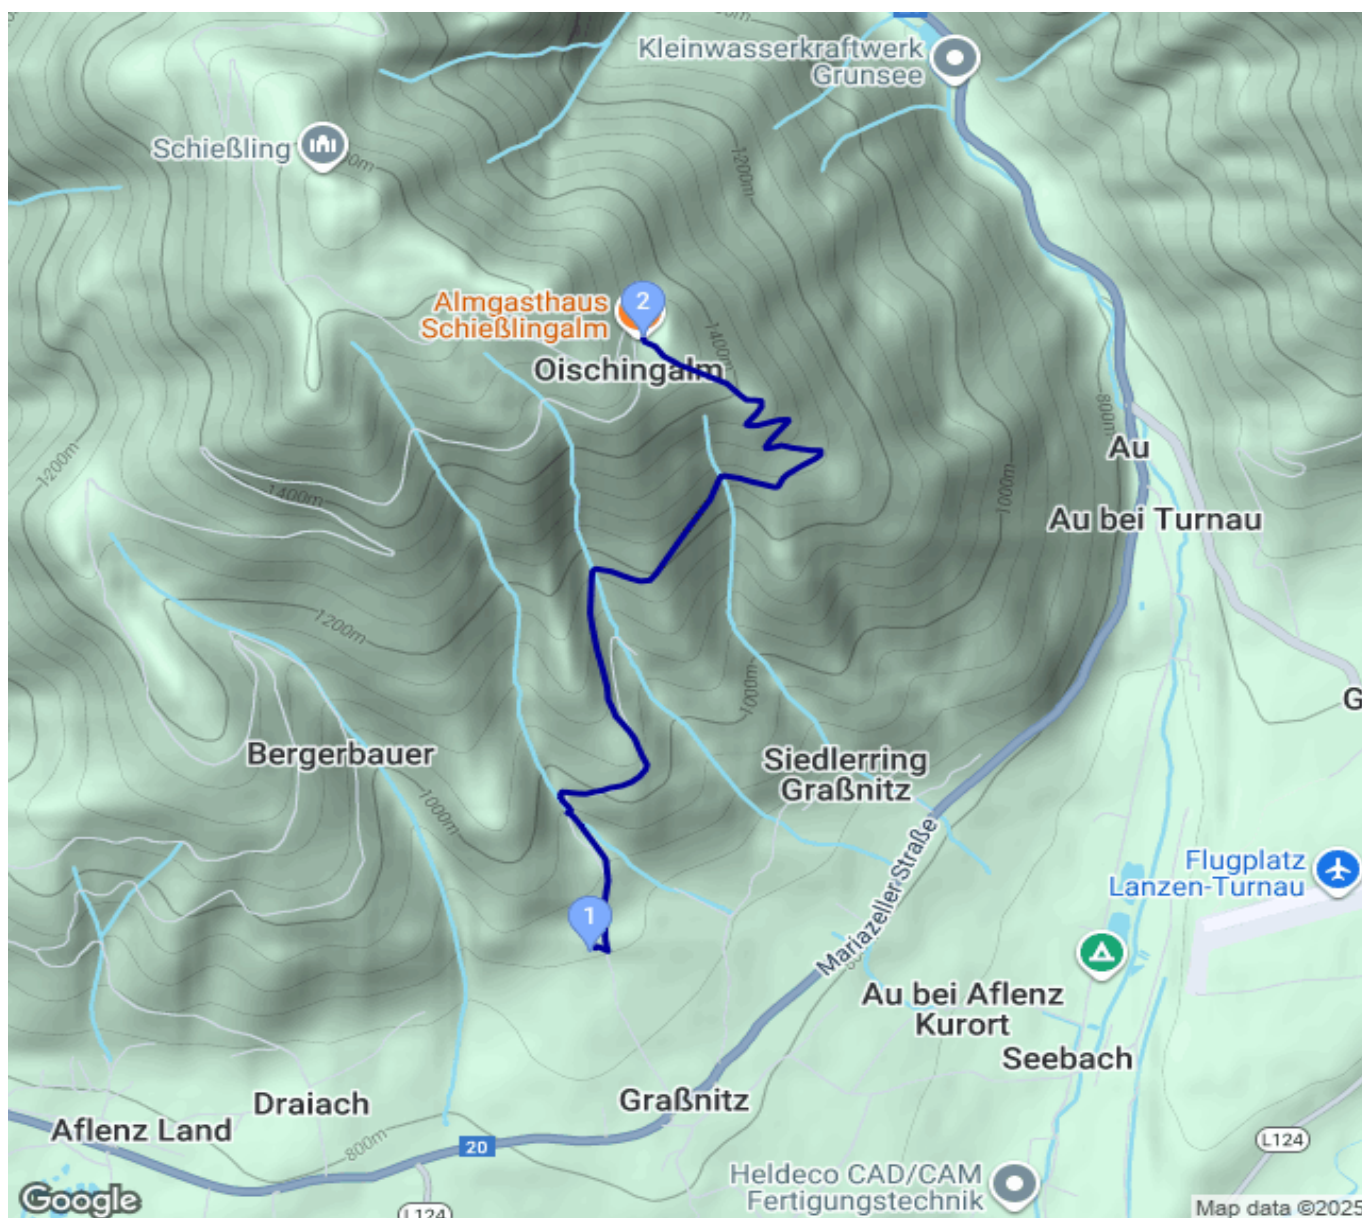 Kleinwasserkraftwerk
Grunsee
Schießling
1200m
Almgasthaus
Schießlingalm
2
1400m
Oischingalm
800m
1200m
1400m
Au
1000m
Au bei Turnau
1200m
1000m
G
Bergerbauer
Siedlerring
Graßnitz
1000m
Mariazeller Straße
Flugplatz
Lanzen-Turnau
1
Au bei Aflenz
Kurort
Seebach
Draiach
Graßnitz
Aflenz Land
800m
20
L124
Heldeco CAD/CAM
Fertigungstechnik
Google
L124
Map data ©2025